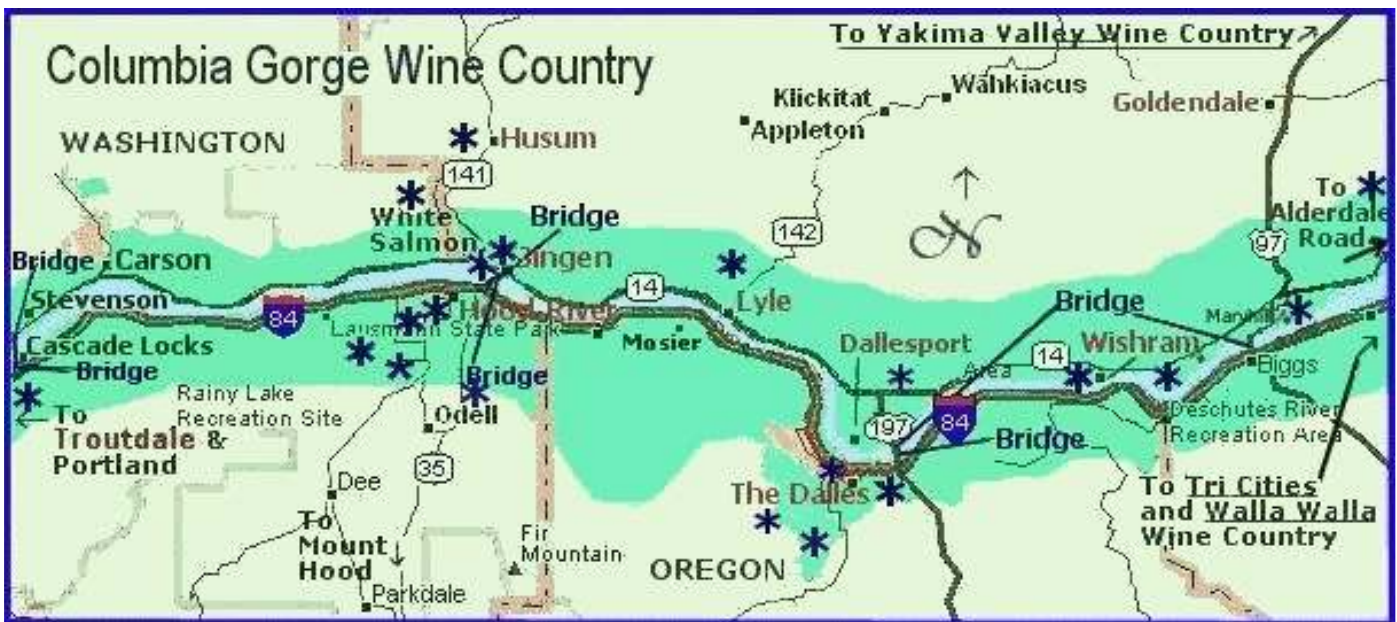 To Yakima Valley Wine Country
Columbia Gorge Wine Country
Wahkiacus
Klickitat
Goldendale
Appleton
WASHINGTON
Husum
141
To
Alderdale
Road
White
Salmon
Bridge
142
97
Bridge
Carson
Bingen
14
Lyle
Bridge
Stevenson
84
Hood River
State Park
Mosier
Dallesport
14
Wishram
Cascade Locks
Bridge
Area
Biggs
Rainy Lake
Recreation Site
Bridge
To
Troutdale &
Portland
Odell
197
84
Bridge
Deschutes River
Recreation Area
35
Dee
The Dalles
To Tri Cities
and Walla Walla
Wine Country
To
Mount
Hood
Fir
Mountain
OREGON
Parkdale